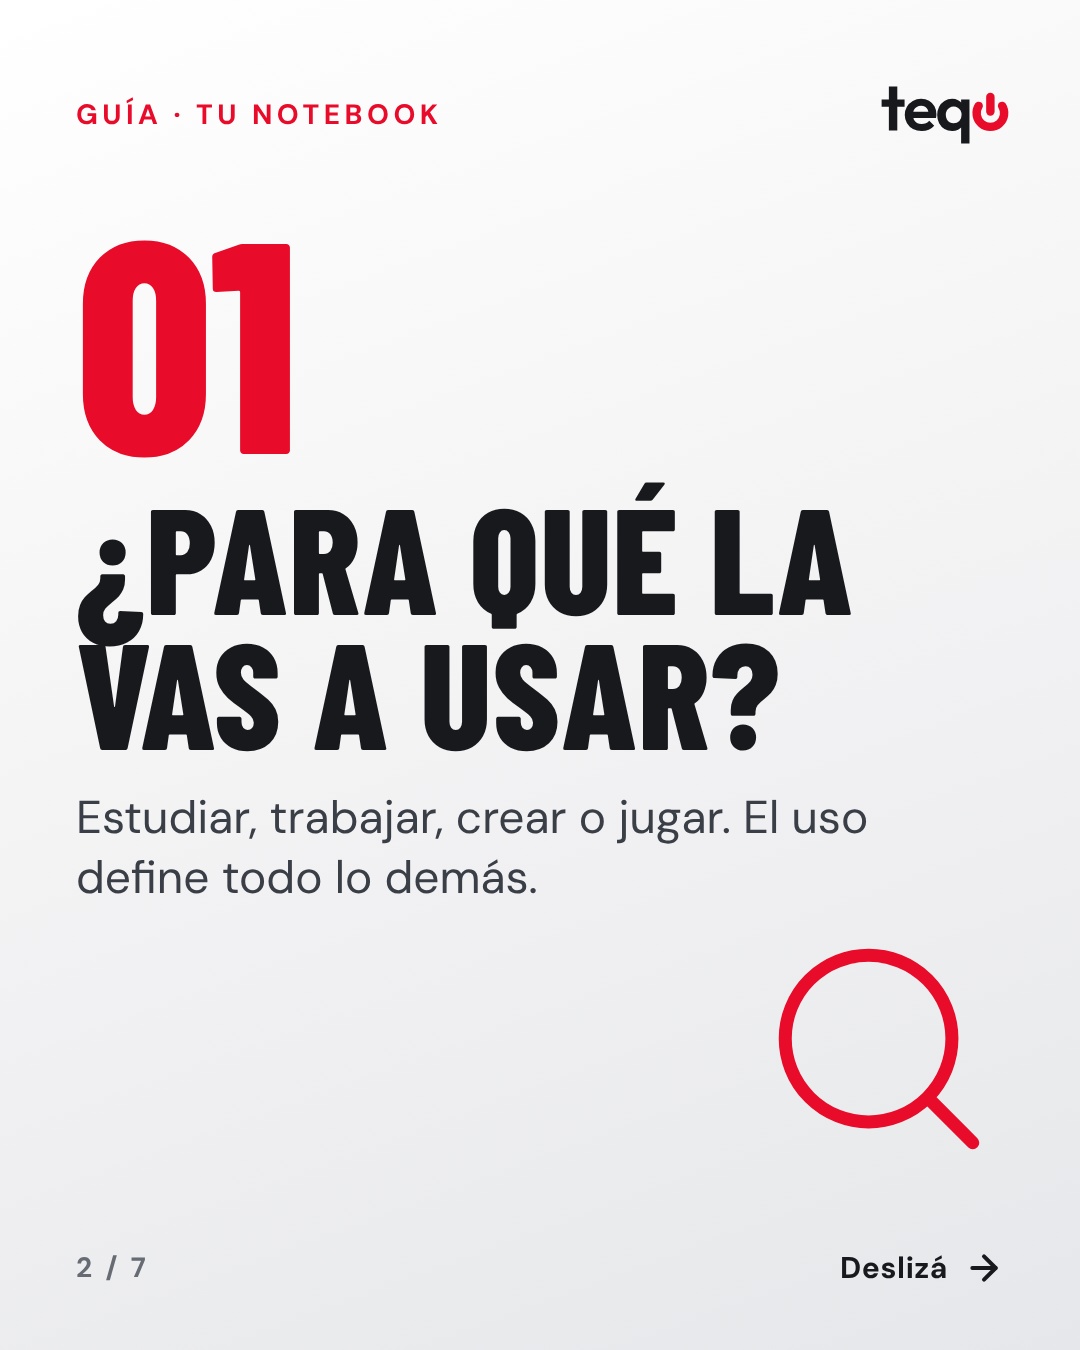 GUÍA · TU NOTEBOOK
teqo
01
¿PARA QUÉ LA
VAS A USAR?
Estudiar, trabajar, crear o jugar. El uso
define todo lo demás.
2 / 7
Deslizá →